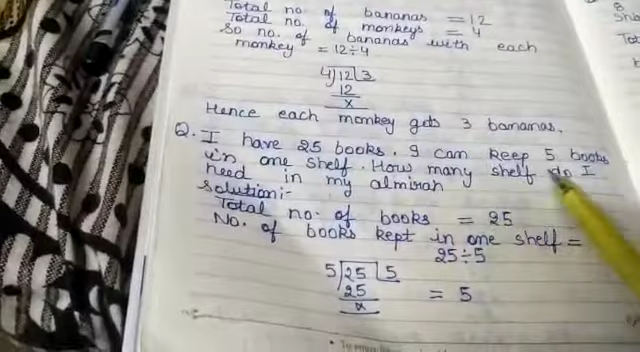 Total no. of bananas = 12
Total no. of monkeys = 4
So no. of bananas with each
monkey = 12÷4
4)12(3
12
x
Hence each monkey gets 3 bananas.
Q. I have 25 books. I can keep 5 books
in one shelf. How many shelf do I
need in my almirah
Solution:-
Total no. of books = 25
No. of books kept in one shelf =
25÷5
5)25(5
25 = 5
x
8
Tot